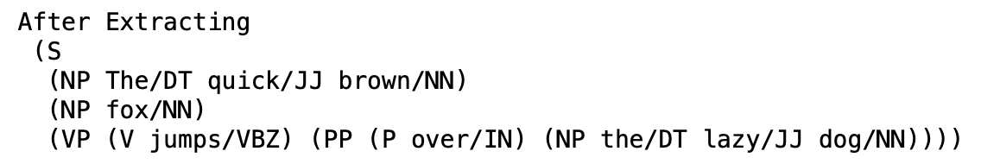 After Extracting
(S
(NP The/DT quick/JJ brown/NN)
(NP fox/NN)
(VP (V jumps/VBZ) (PP (P over/IN) (NP the/DT lazy/JJ dog/NN))))